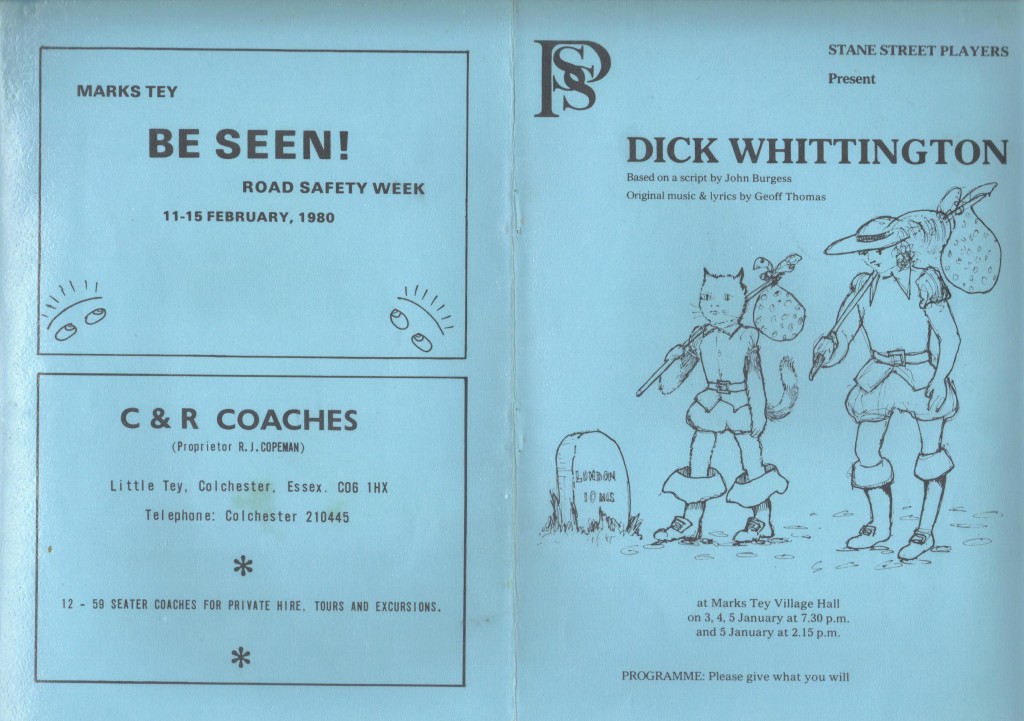 MARKS TEY
BE SEEN!
ROAD SAFETY WEEK
11-15 FEBRUARY, 1980
C & R COACHES
(Proprietor R.J.COPEMAN)
Little Tey, Colchester, Essex. CO6 1HX
Telephone: Colchester 210445
*
12 - 59 SEATER COACHES FOR PRIVATE HIRE, TOURS AND EXCURSIONS.
*
PSS
STANE STREET PLAYERS
Present
DICK WHITTINGTON
Based on a script by John Burgess
Original music & lyrics by Geoff Thomas
LONDON
10 MLS
at Marks Tey Village Hall
on 3, 4, 5 January at 7.30 p.m.
and 5 January at 2.15 p.m.
PROGRAMME: Please give what you will